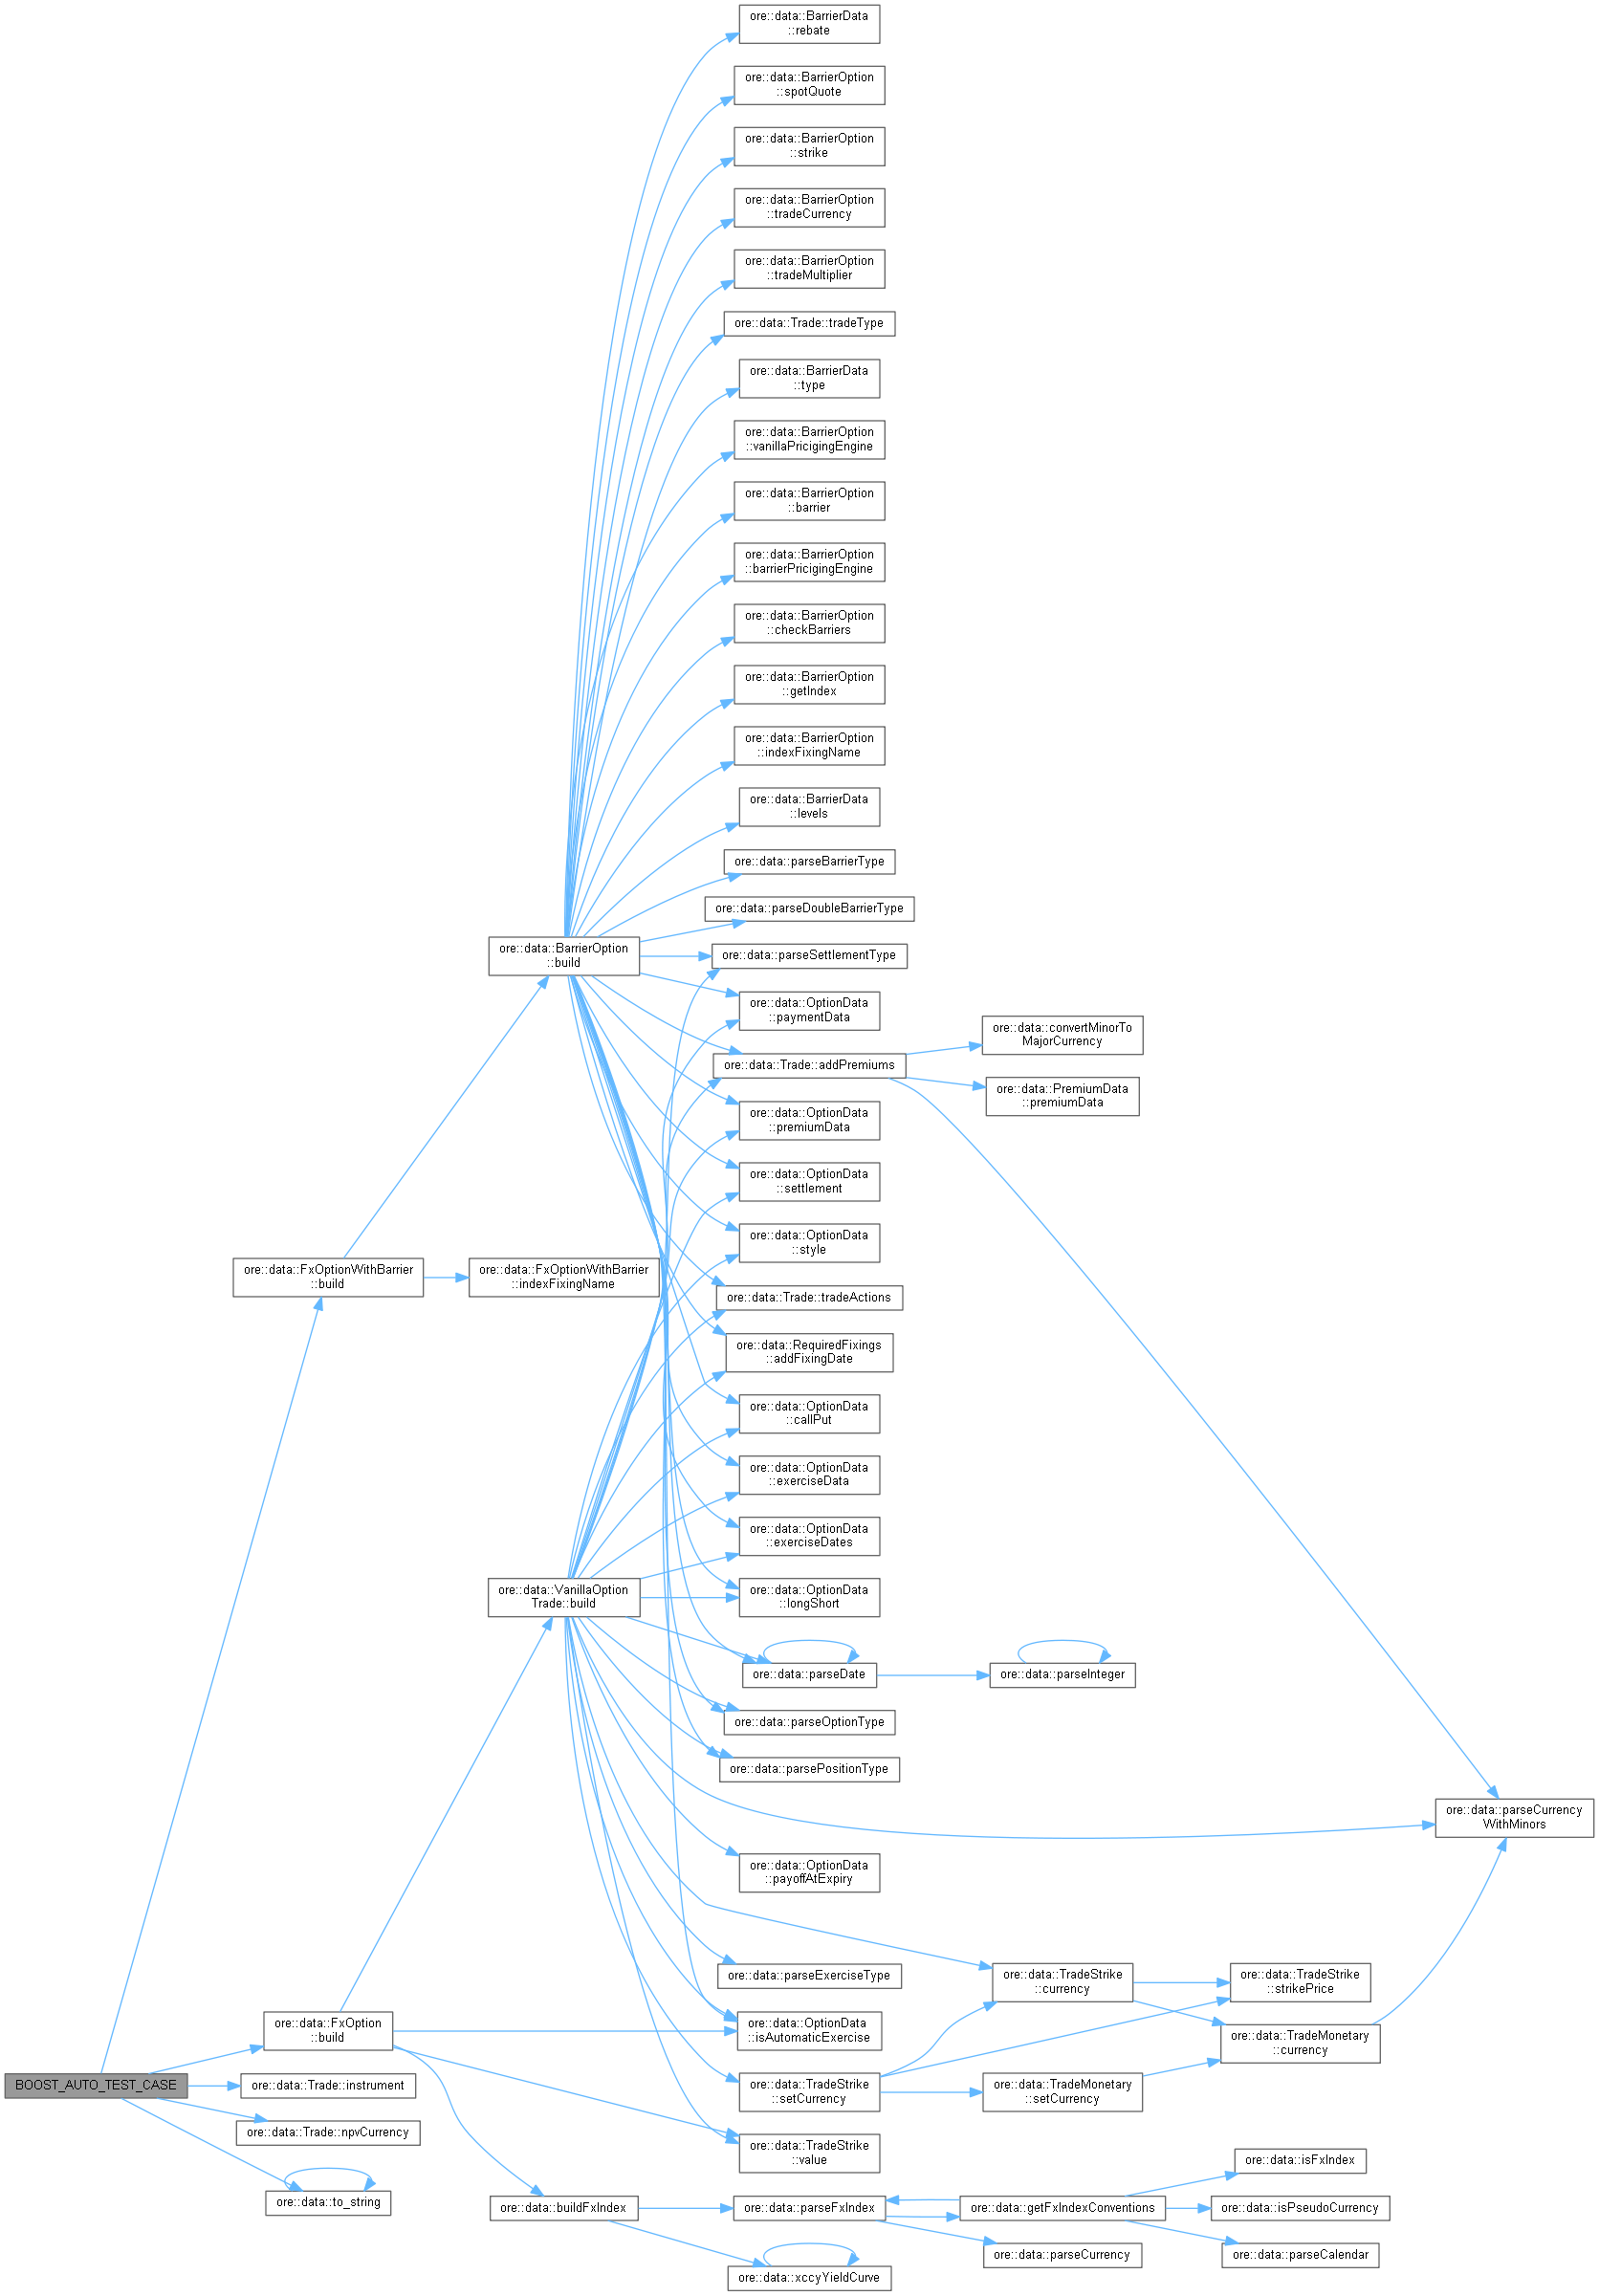 ore::data::BarrierData
::rebate
ore::data::BarrierOption
::spotQuote
ore::data::BarrierOption
::strike
ore::data::BarrierOption
::tradeCurrency
ore::data::BarrierOption
::tradeMultiplier
ore::data::Trade::tradeType
ore::data::BarrierData
::type
ore::data::BarrierOption
::vanillaPricigingEngine
ore::data::BarrierOption
::barrier
ore::data::BarrierOption
::barrierPricigingEngine
ore::data::BarrierOption
::checkBarriers
ore::data::BarrierOption
::getIndex
ore::data::BarrierOption
::indexFixingName
ore::data::BarrierData
::levels
ore::data::parseBarrierType
ore::data::parseDoubleBarrierType
ore::data::BarrierOption
::build
ore::data::parseSettlementType
ore::data::OptionData
::paymentData
ore::data::convertMinorTo
MajorCurrency
ore::data::Trade::addPremiums
ore::data::PremiumData
::premiumData
ore::data::OptionData
::premiumData
ore::data::OptionData
::settlement
ore::data::OptionData
::style
ore::data::FxOptionWithBarrier
::build
ore::data::FxOptionWithBarrier
::indexFixingName
ore::data::Trade::tradeActions
ore::data::RequiredFixings
::addFixingDate
ore::data::OptionData
::callPut
ore::data::OptionData
::exerciseData
ore::data::OptionData
::exerciseDates
ore::data::VanillaOption
Trade::build
ore::data::OptionData
::longShort
ore::data::parseDate
ore::data::parseInteger
ore::data::parseOptionType
ore::data::parsePositionType
ore::data::parseCurrency
WithMinors
ore::data::OptionData
::payoffAtExpiry
ore::data::parseExerciseType
ore::data::TradeStrike
::currency
ore::data::TradeStrike
::strikePrice
ore::data::FxOption
::build
ore::data::OptionData
::isAutomaticExercise
ore::data::TradeMonetary
::currency
BOOST_AUTO_TEST_CASE
ore::data::Trade::instrument
ore::data::TradeStrike
::setCurrency
ore::data::TradeMonetary
::setCurrency
ore::data::Trade::npvCurrency
ore::data::TradeStrike
::value
ore::data::isFxIndex
ore::data::to_string
ore::data::buildFxIndex
ore::data::parseFxIndex
ore::data::getFxIndexConventions
ore::data::isPseudoCurrency
ore::data::parseCurrency
ore::data::parseCalendar
ore::data::xccyYieldCurve